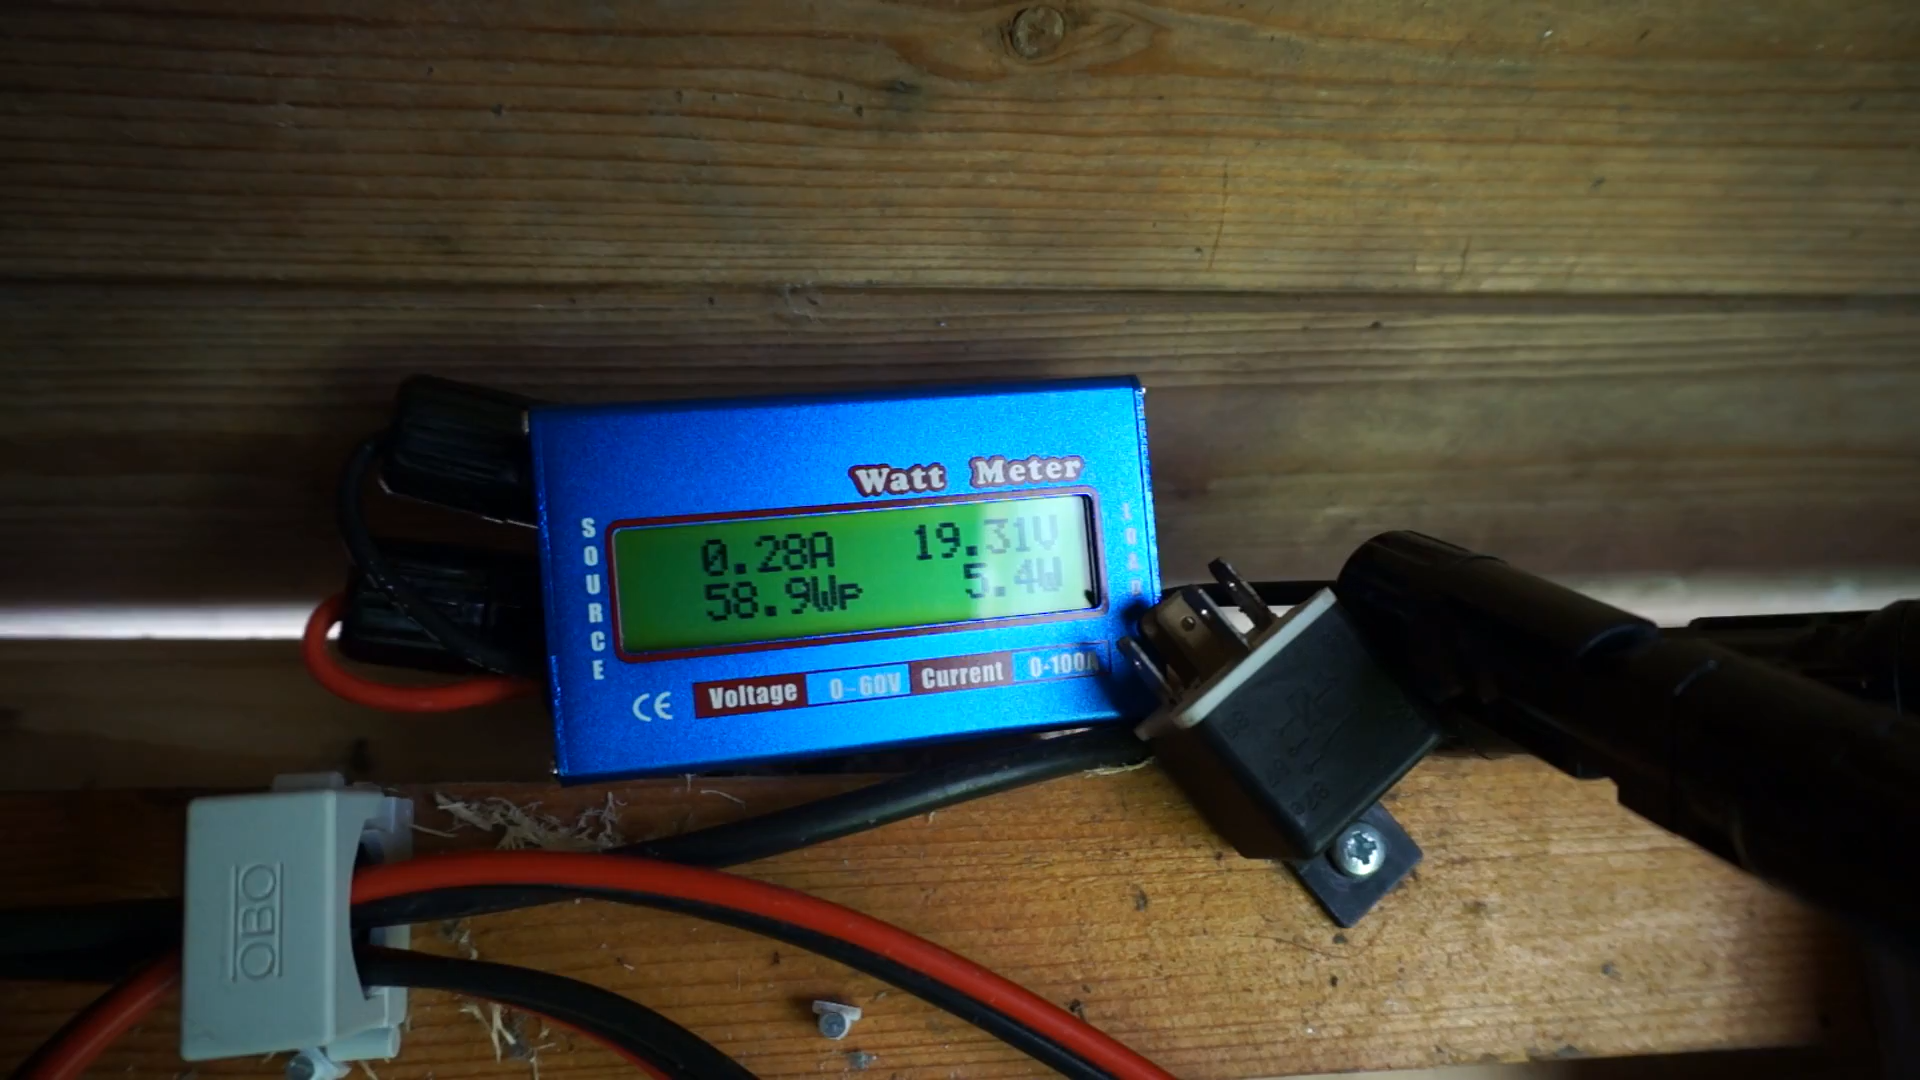 Watt Meter
SOURCE
LOAD
0.28A 19.31V
58.9Wp 5.4W
CE Voltage 0-60V Current 0-100A
OBO